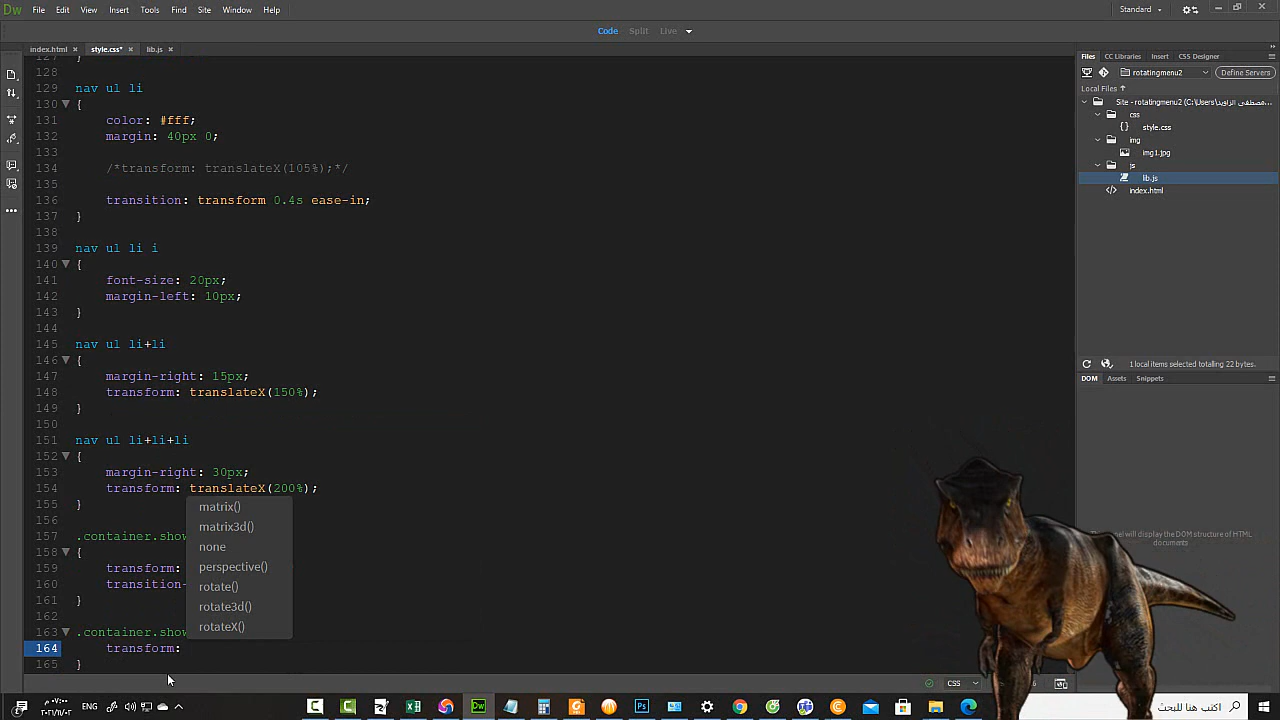 Dw File Edit View Insert Tools Find Site Window Help
Standard
Code Split Live
index.html style.css* lib.js
Files CC Libraries Insert CSS Designer
rotatingmenu2 Define Servers
Local Files
css
style.css
img
img1.jpg
js
lib.js
index.html
1 local items selected totaling 22 bytes.
DOM Assets Snippets
127 }
128
129 nav ul li
130 {
131 color: #fff;
132 margin: 40px 0;
133
134 /*transform: translateX(105%);*/
135
136 transition: transform 0.4s ease-in;
137 }
138
139 nav ul li i
140 {
141 font-size: 20px;
142 margin-left: 10px;
143 }
144
145 nav ul li+li
146 {
147 margin-right: 15px;
148 transform: translateX(150%);
149 }
150
151 nav ul li+li+li
152 {
153 margin-right: 30px;
154 transform: translateX(200%);
155 }
156
157 .container.show
158 {
159 transform:
160 transition-
161 }
162
163 .container.show
164 transform:
165 }
matrix()
matrix3d()
none
perspective()
rotate()
rotate3d()
rotateX()
documents
CSS
ENG
Dw
Ps
اكتب هنا للبحث